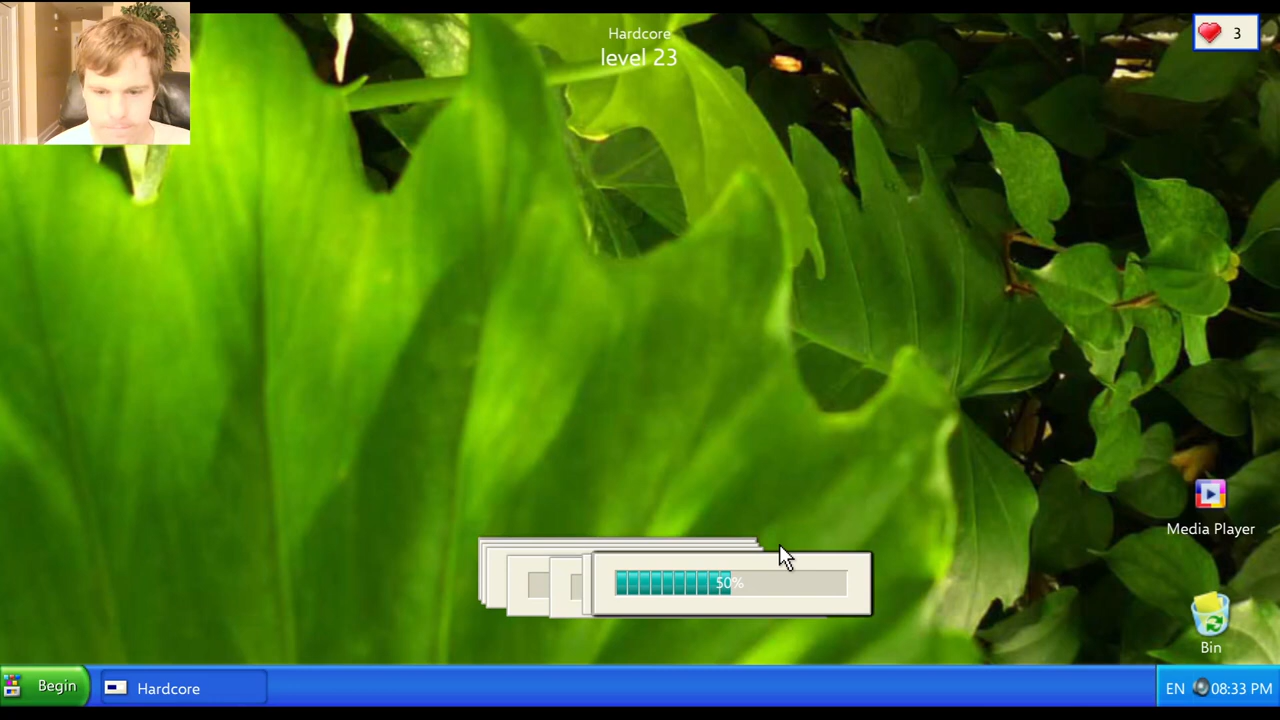 Hardcore
level 23
3
50%
Media Player
Bin
Begin
Hardcore
EN
08:33 PM